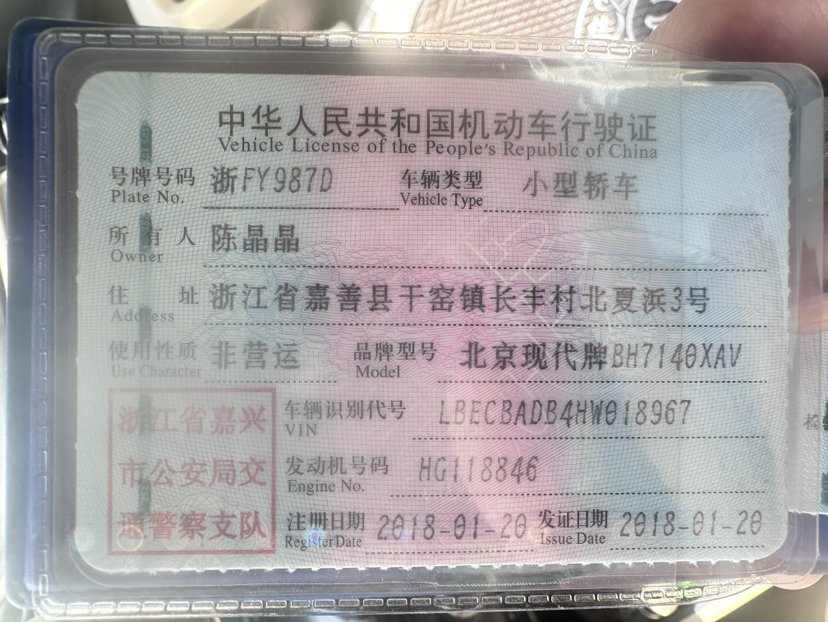 中华人民共和国机动车行驶证
Vehicle License of the People's Republic of China
号牌号码 浙FY987D 车辆类型 小型轿车
Plate No. Vehicle Type
所有人 陈晶晶
Owner
住址 浙江省嘉善县干窑镇长丰村北夏浜3号
Address
使用性质 非营运 品牌型号 北京现代牌BH7140XAV
Use Character Model
浙江省嘉兴 车辆识别代号 LBECBADB4HW018967
VIN
市公安局交 发动机号码 HG118846
Engine No.
通警察支队 注册日期 2018-01-20 发证日期 2018-01-20
Register Date Issue Date